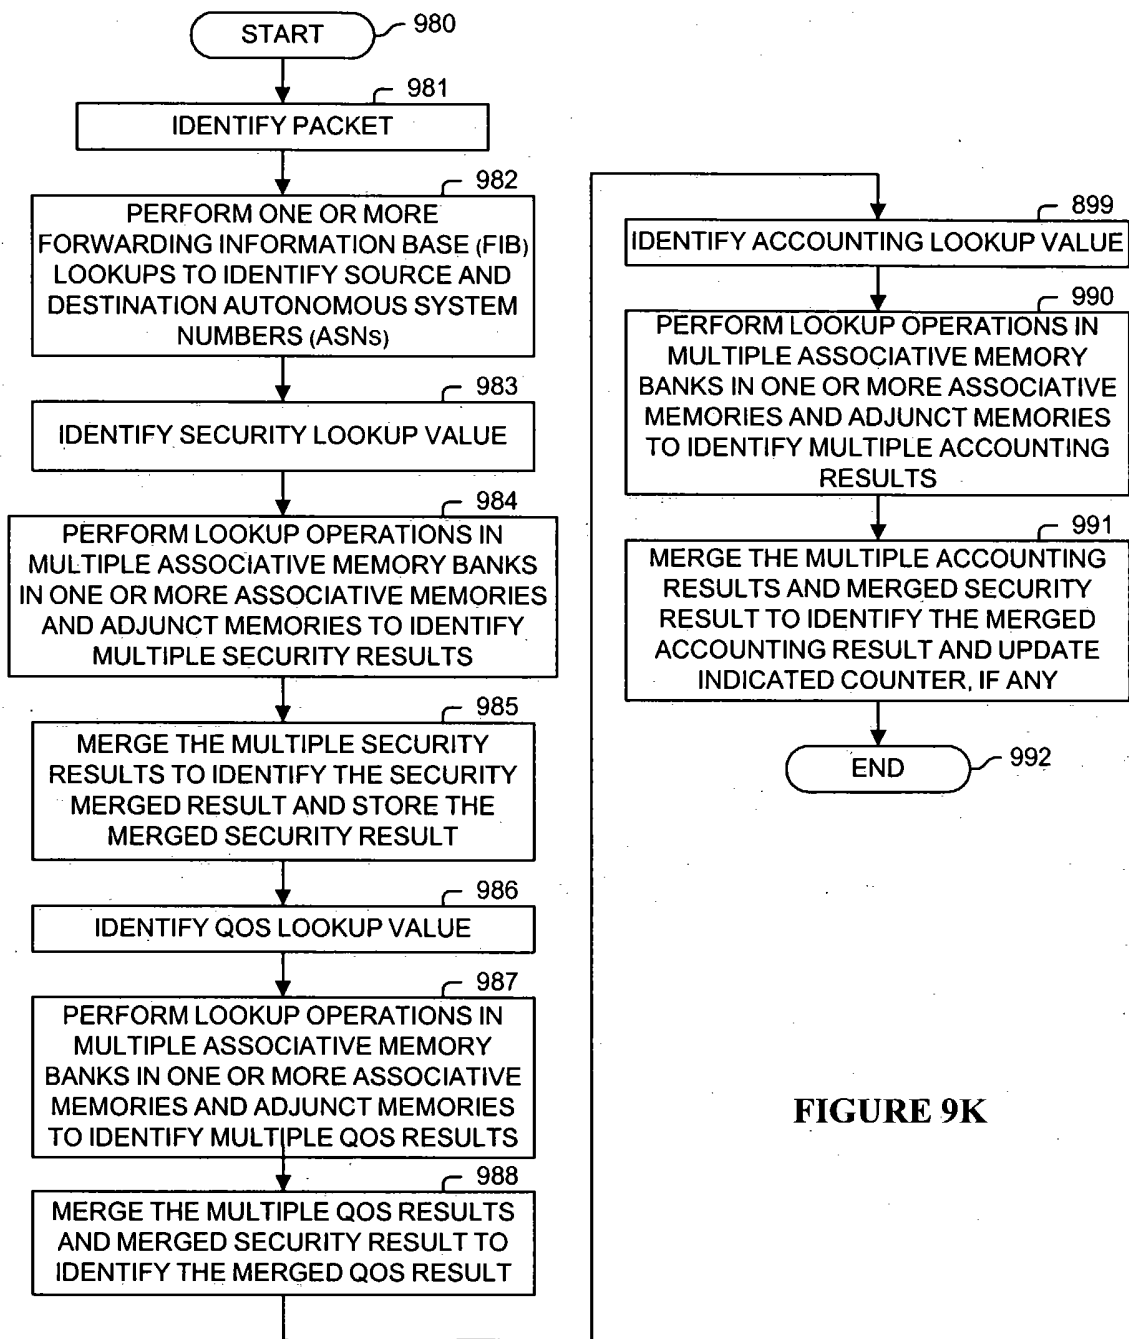 START
980
981
IDENTIFY PACKET
982
PERFORM ONE OR MORE
FORWARDING INFORMATION BASE (FIB)
LOOKUPS TO IDENTIFY SOURCE AND
DESTINATION AUTONOMOUS SYSTEM
NUMBERS (ASNS)
983
IDENTIFY SECURITY LOOKUP VALUE
984
PERFORM LOOKUP OPERATIONS IN
MULTIPLE ASSOCIATIVE MEMORY BANKS
IN ONE OR MORE ASSOCIATIVE MEMORIES
AND ADJUNCT MEMORIES TO IDENTIFY
MULTIPLE SECURITY RESULTS
985
MERGE THE MULTIPLE SECURITY
RESULTS TO IDENTIFY THE SECURITY
MERGED RESULT AND STORE THE
MERGED SECURITY RESULT
986
IDENTIFY QOS LOOKUP VALUE
987
PERFORM LOOKUP OPERATIONS IN
MULTIPLE ASSOCIATIVE MEMORY
BANKS IN ONE OR MORE ASSOCIATIVE
MEMORIES AND ADJUNCT MEMORIES
TO IDENTIFY MULTIPLE QOS RESULTS
988
MERGE THE MULTIPLE QOS RESULTS
AND MERGED SECURITY RESULT TO
IDENTIFY THE MERGED QOS RESULT
899
IDENTIFY ACCOUNTING LOOKUP VALUE
990
PERFORM LOOKUP OPERATIONS IN
MULTIPLE ASSOCIATIVE MEMORY
BANKS IN ONE OR MORE ASSOCIATIVE
MEMORIES AND ADJUNCT MEMORIES
TO IDENTIFY MULTIPLE ACCOUNTING
RESULTS
991
MERGE THE MULTIPLE ACCOUNTING
RESULTS AND MERGED SECURITY
RESULT TO IDENTIFY THE MERGED
ACCOUNTING RESULT AND UPDATE
INDICATED COUNTER, IF ANY
END
992
FIGURE 9K